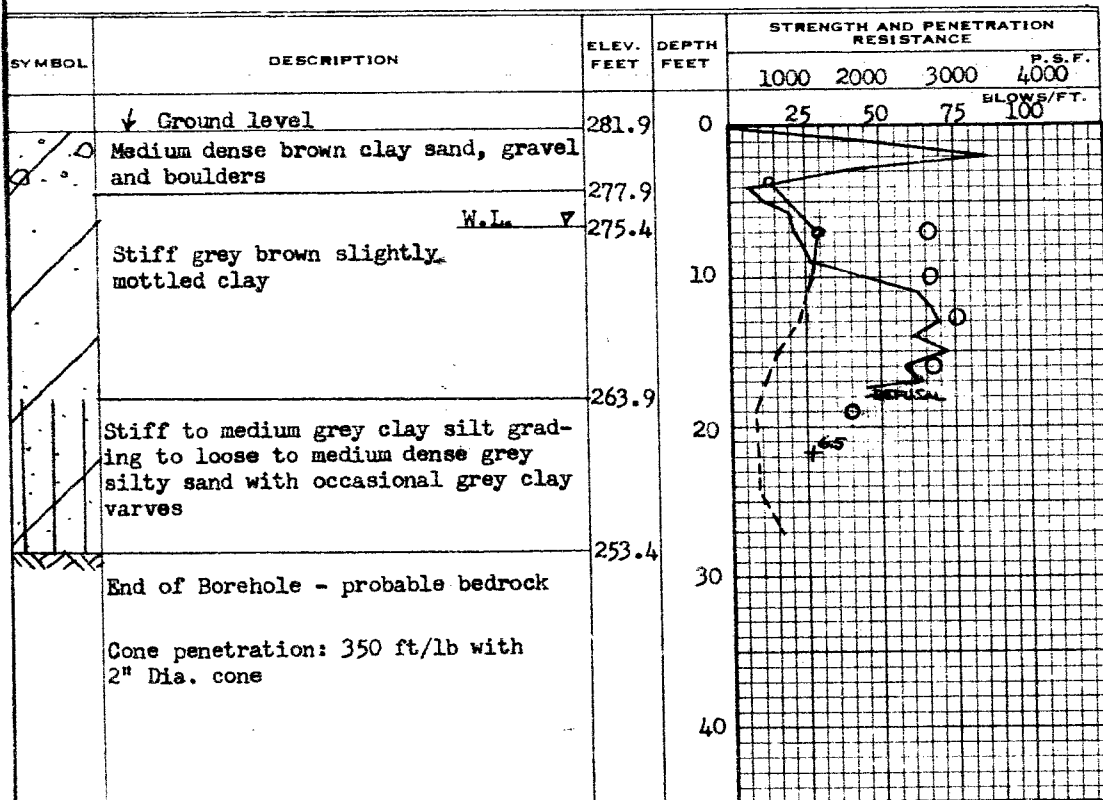 SYMBOL
DESCRIPTION
ELEV.
FEET
DEPTH
FEET
STRENGTH AND PENETRATION
RESISTANCE
P.S.F.
1000 2000 3000 4000
BLOWS/FT.
25 50 75 100
Ground level
281.9
0
Medium dense brown clay sand, gravel
and boulders
277.9
W.L.
275.4
Stiff grey brown slightly
mottled clay
10
263.9
REFUSAL
Stiff to medium grey clay silt grad-
ing to loose to medium dense grey
silty sand with occasional grey clay
varves
20
+6.5
253.4
End of Borehole - probable bedrock
30
Cone penetration: 350 ft/lb with
2" Dia. cone
40